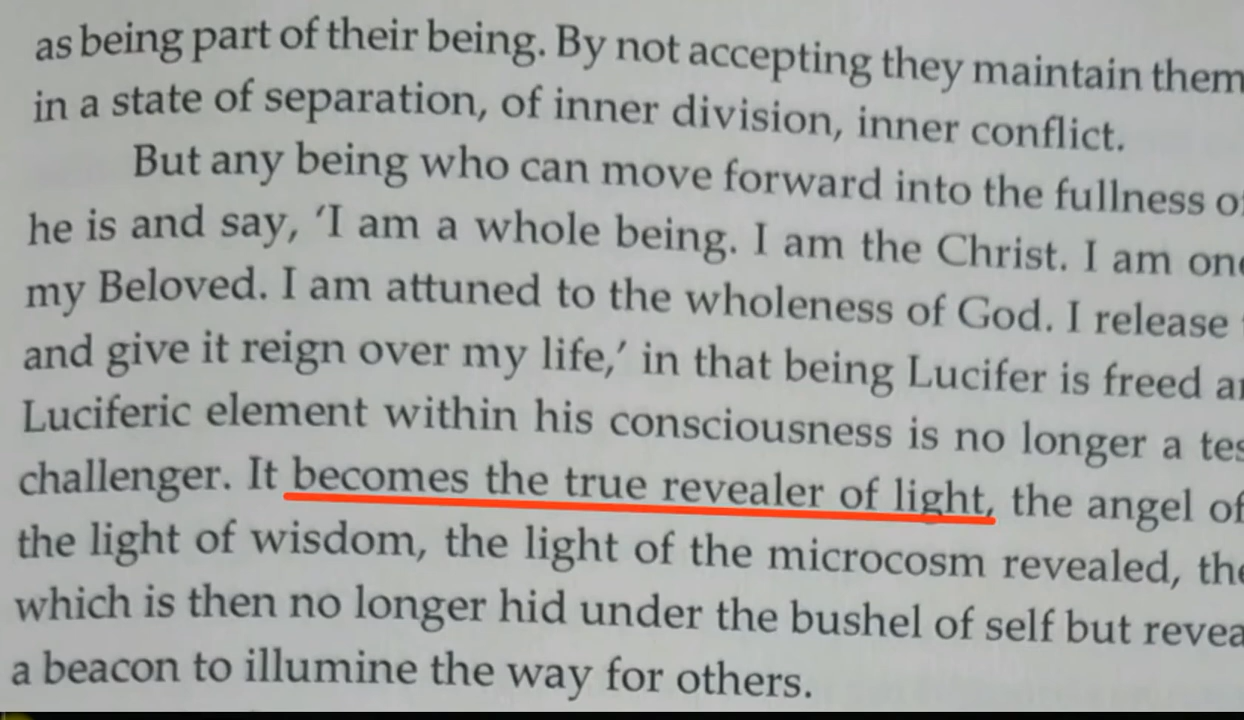 as being part of their being. By not accepting they maintain them
in a state of separation, of inner division, inner conflict.
But any being who can move forward into the fullness of
he is and say, 'I am a whole being. I am the Christ. I am one
my Beloved. I am attuned to the wholeness of God. I release
and give it reign over my life,' in that being Lucifer is freed
Luciferic element within his consciousness is no longer a
challenger. It becomes the true revealer of light, the angel of
the light of wisdom, the light of the microcosm revealed,
which is then no longer hid under the bushel of self but
a beacon to illumine the way for others.